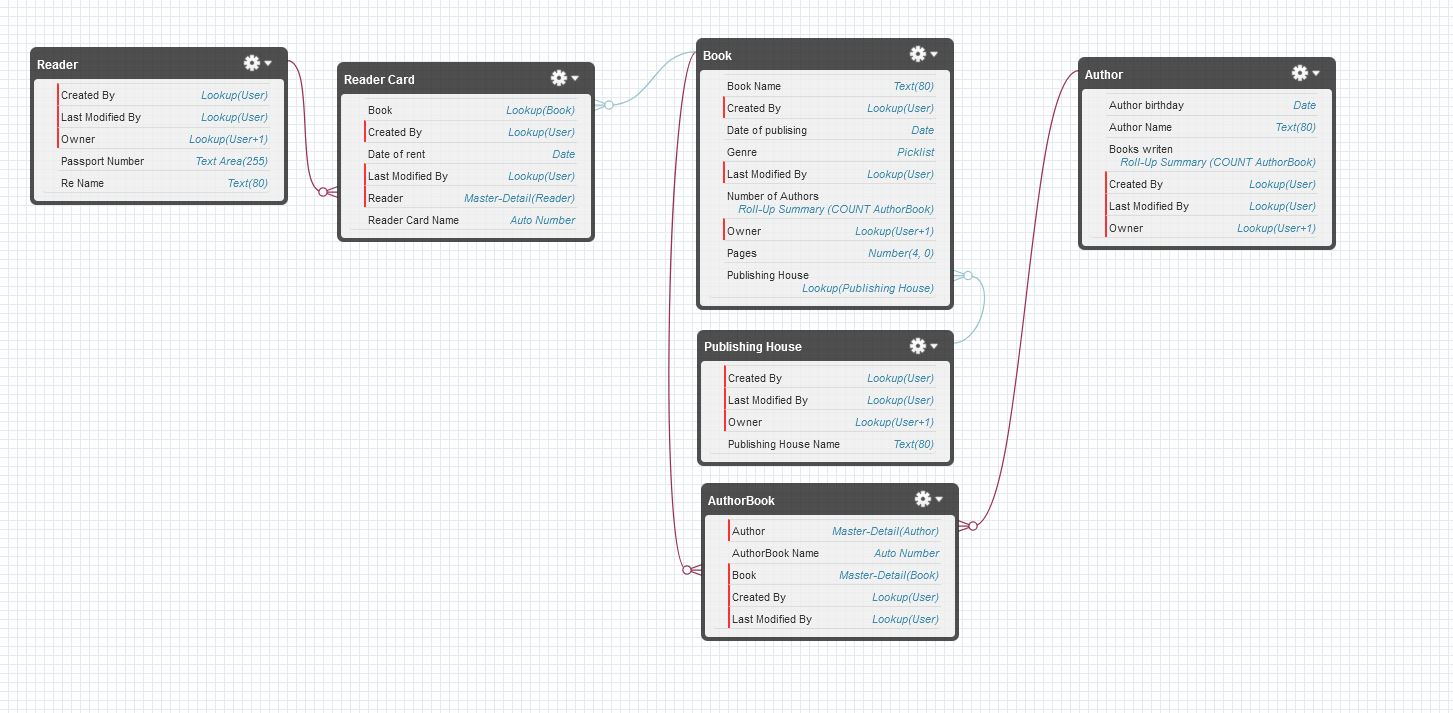 Reader
Created By Lookup(User)
Last Modified By Lookup(User)
Owner Lookup(User+1)
Passport Number Text Area(255)
Re Name Text(80)
Reader Card
Book Lookup(Book)
Created By Lookup(User)
Date of rent Date
Last Modified By Lookup(User)
Reader Master-Detail(Reader)
Reader Card Name Auto Number
Book
Book Name Text(80)
Created By Lookup(User)
Date of publising Date
Genre Picklist
Last Modified By Lookup(User)
Number of Authors
Roll-Up Summary (COUNT AuthorBook)
Owner Lookup(User+1)
Pages Number(4, 0)
Publishing House
Lookup(Publishing House)
Publishing House
Created By Lookup(User)
Last Modified By Lookup(User)
Owner Lookup(User+1)
Publishing House Name Text(80)
AuthorBook
Author Master-Detail(Author)
AuthorBook Name Auto Number
Book Master-Detail(Book)
Created By Lookup(User)
Last Modified By Lookup(User)
Author
Author birthday Date
Author Name Text(80)
Books writen
Roll-Up Summary (COUNT AuthorBook)
Created By Lookup(User)
Last Modified By Lookup(User)
Owner Lookup(User+1)